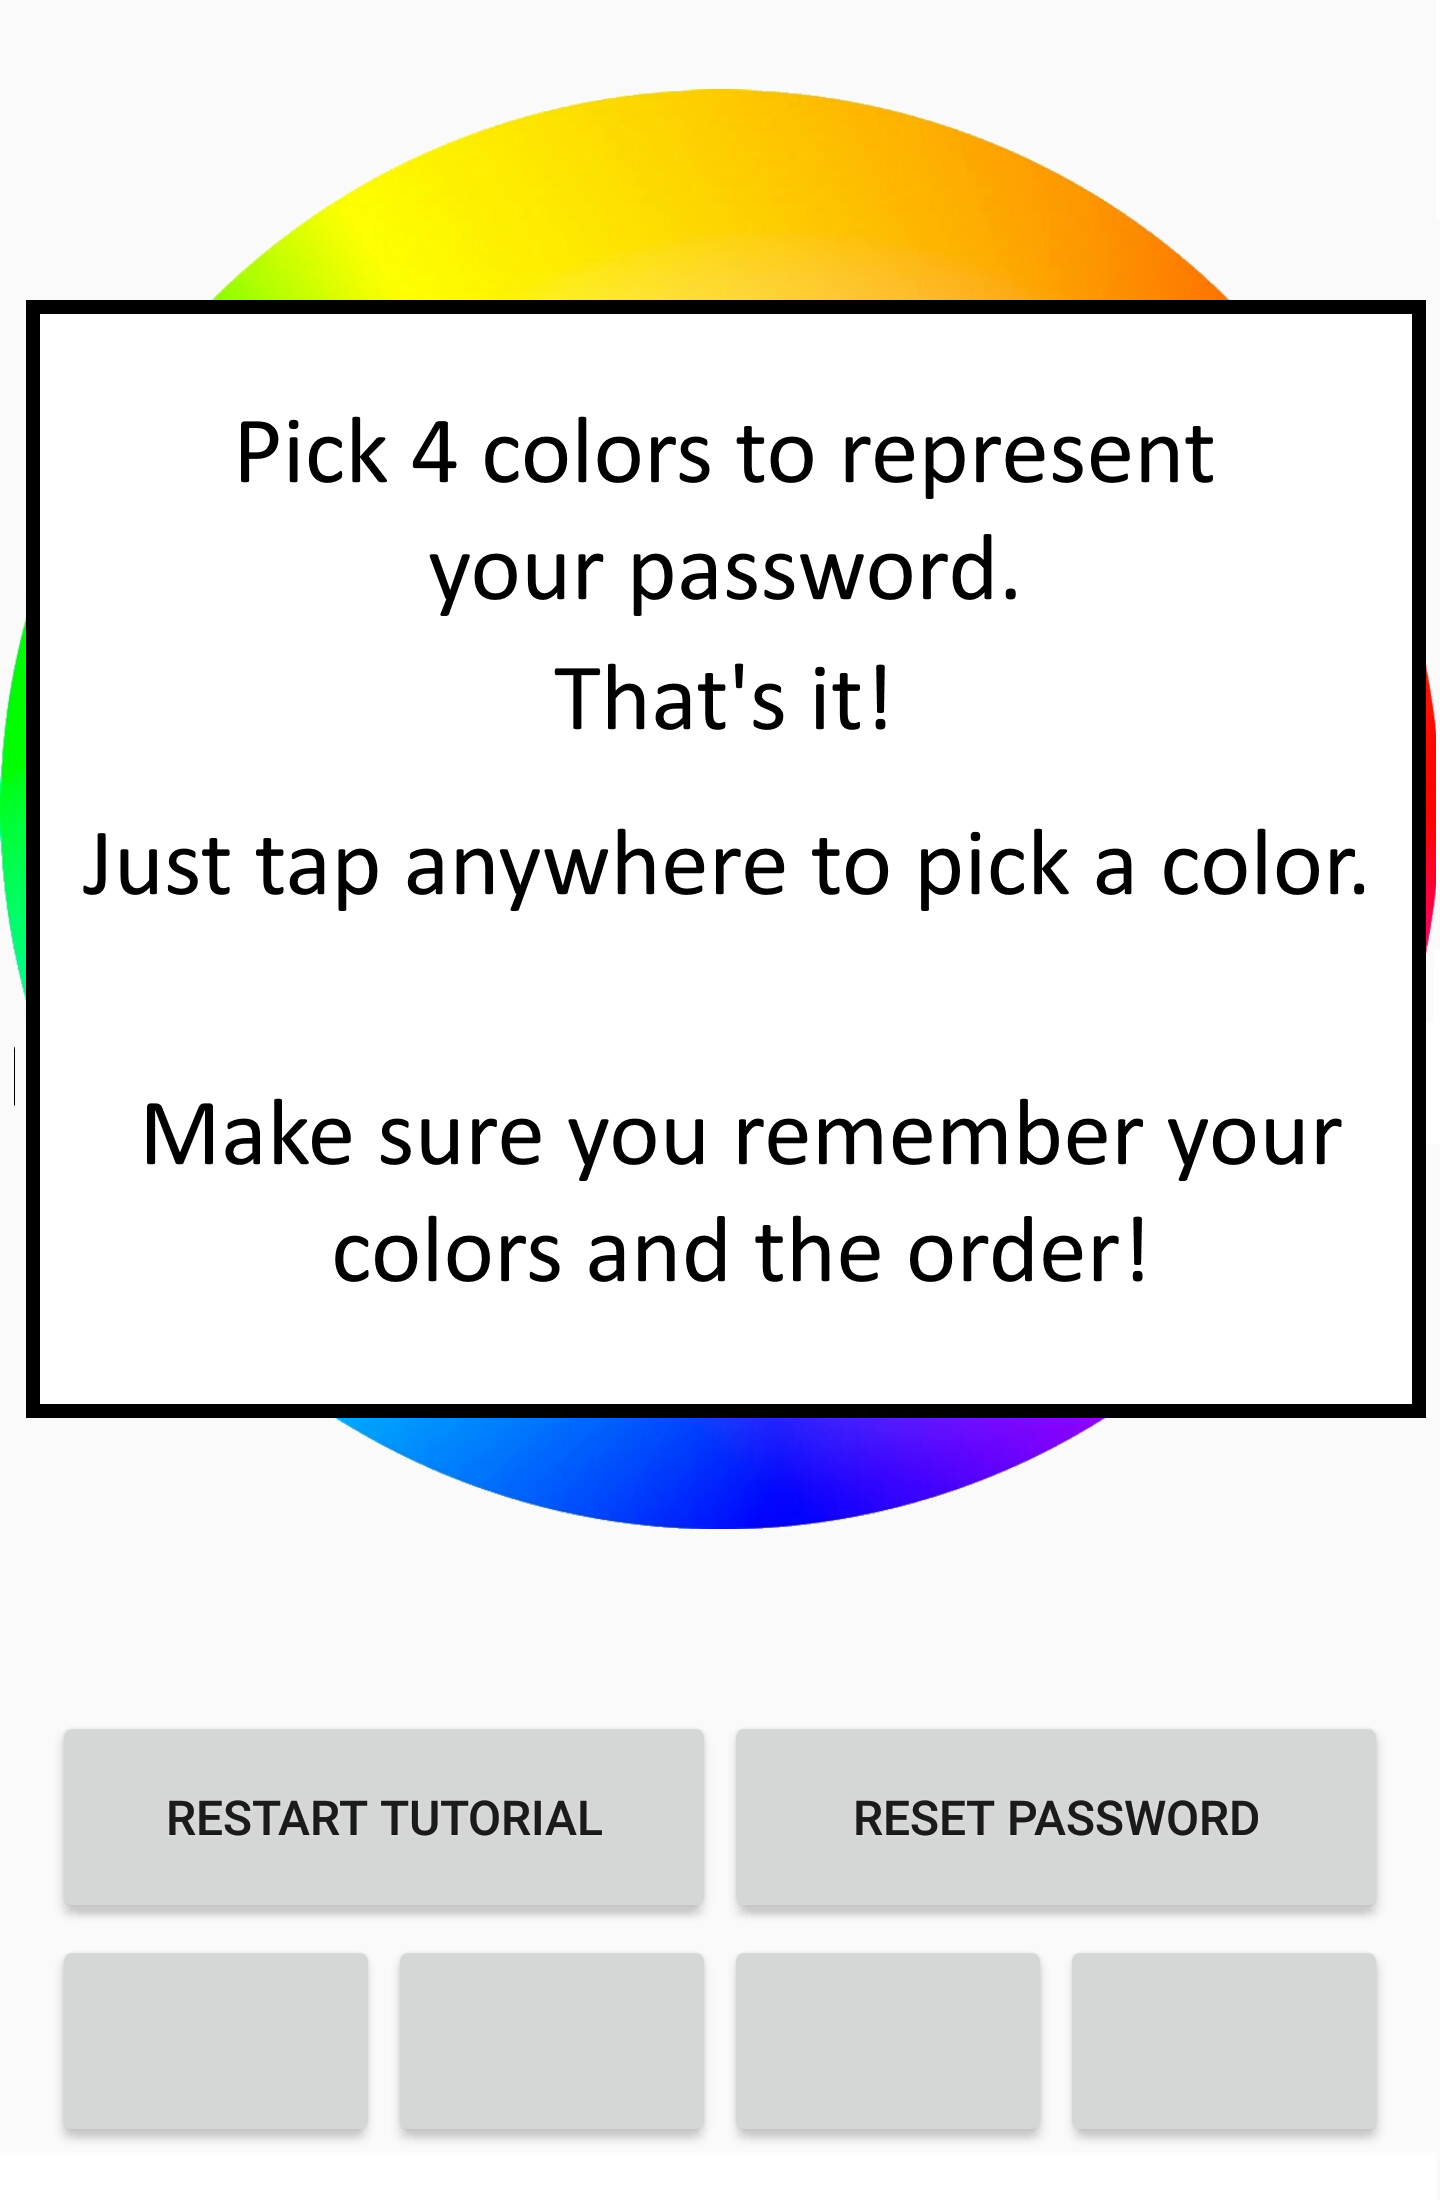 Pick 4 colors to represent
your password.
That's it!
Just tap anywhere to pick a color.
Make sure you remember your
colors and the order!
RESTART TUTORIAL
RESET PASSWORD